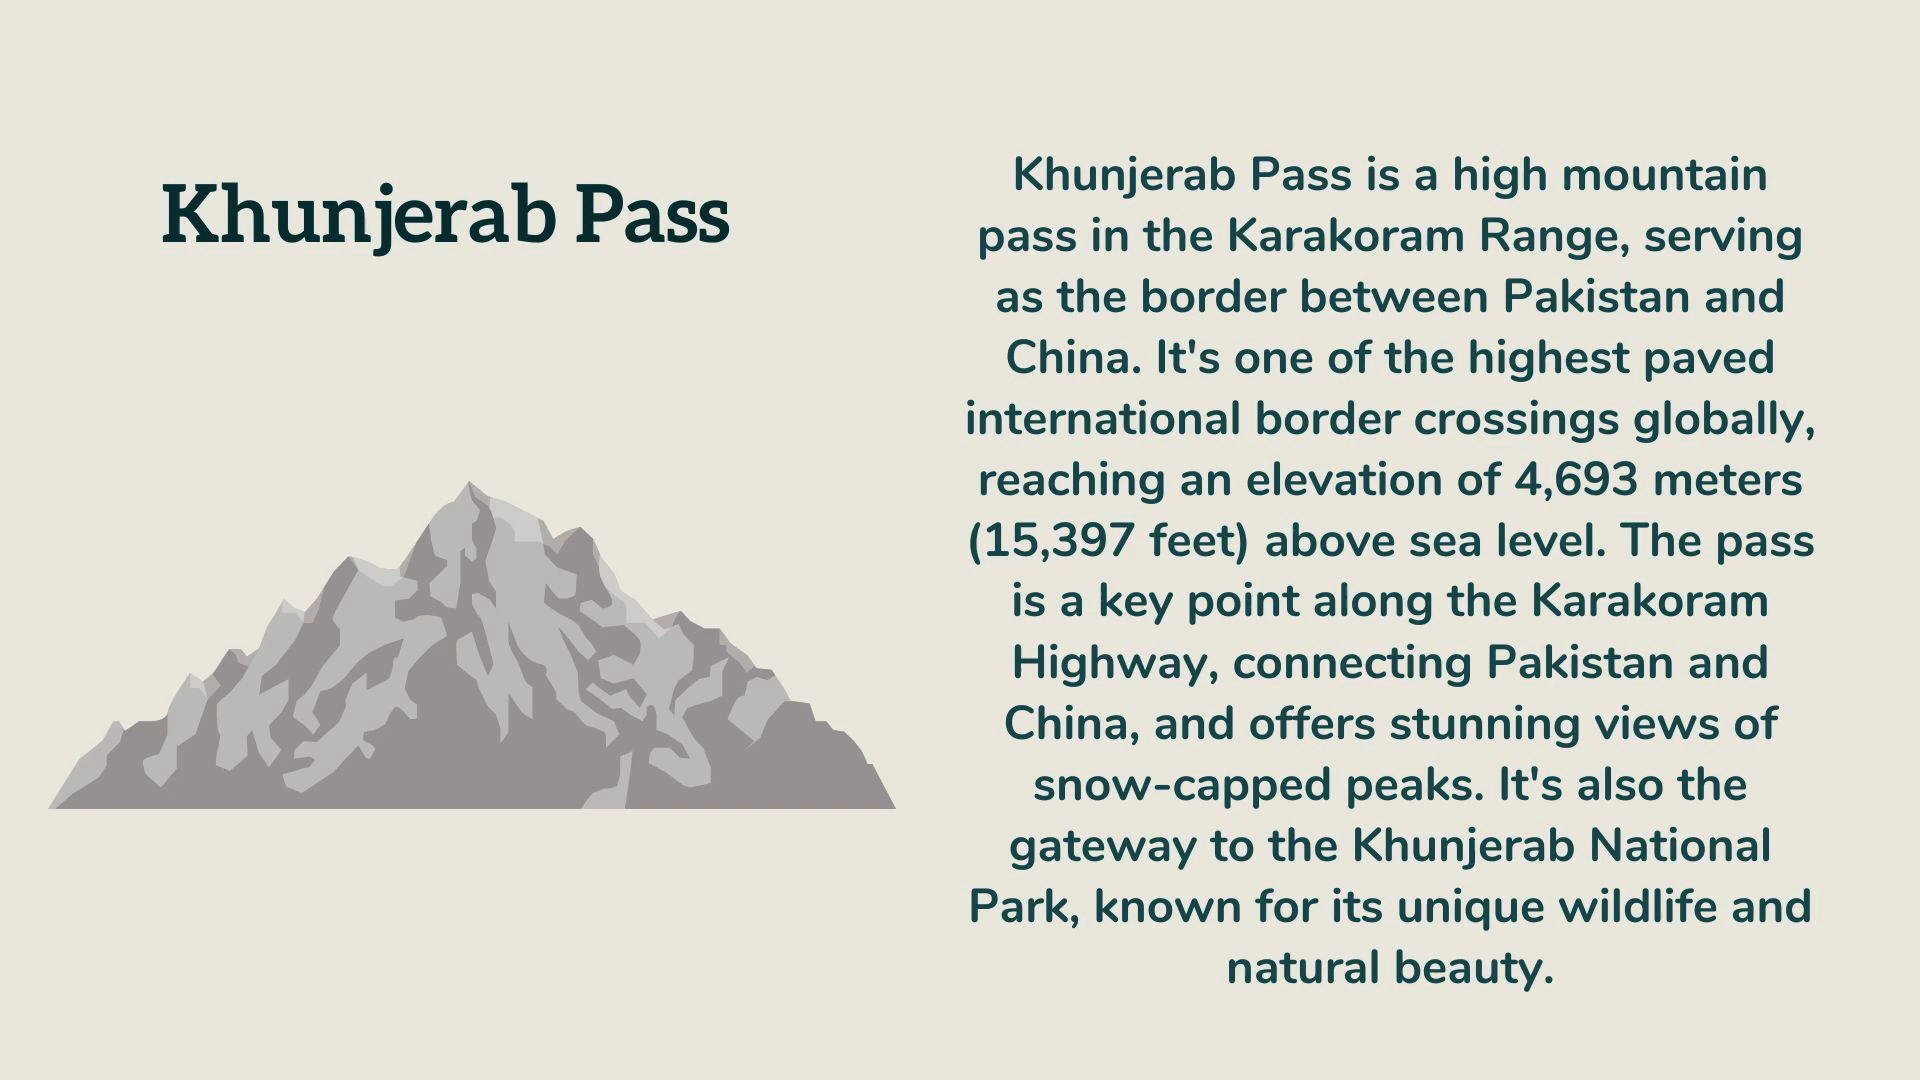 Khunjerab Pass
Khunjerab Pass is a high mountain
pass in the Karakoram Range, serving
as the border between Pakistan and
China. It's one of the highest paved
international border crossings globally,
reaching an elevation of 4,693 meters
(15,397 feet) above sea level. The pass
is a key point along the Karakoram
Highway, connecting Pakistan and
China, and offers stunning views of
snow-capped peaks. It's also the
gateway to the Khunjerab National
Park, known for its unique wildlife and
natural beauty.